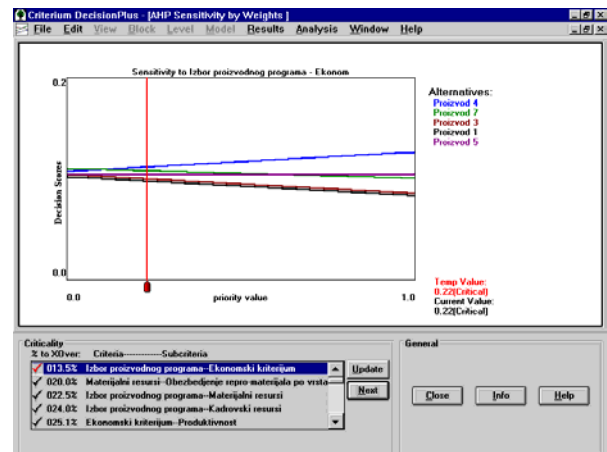 Criterium DecisionPlus - [AHP Sensitivity by Weights ]
File Edit View Block Level Model Results Analysis Window Help
Sensitivity to Izbor proizvodnog programa - Ekonom
0.2
Decision Scores
0.0
0.0 priority value 1.0
Alternatives:
Proizvod 4
Proizvod 7
Proizvod 3
Proizvod 1
Proizvod 5
Temp Value:
0.22(Critical)
Current Value:
0.22(Critical)
Criticality
% to XOver: Criteria-------------Subcriteria
013.5% Izbor proizvodnog programa--Ekonomski kriterijum
020.0% Materijalni resursi--Obezbedjenje repro-materijala po vrsta
022.5% Izbor proizvodnog programa--Materijalni resursi
024.0% Izbor proizvodnog programa--Kadrovski resursi
025.1% Ekonomski kriterijum--Produktivnost
Update
Next
General
Close Info Help